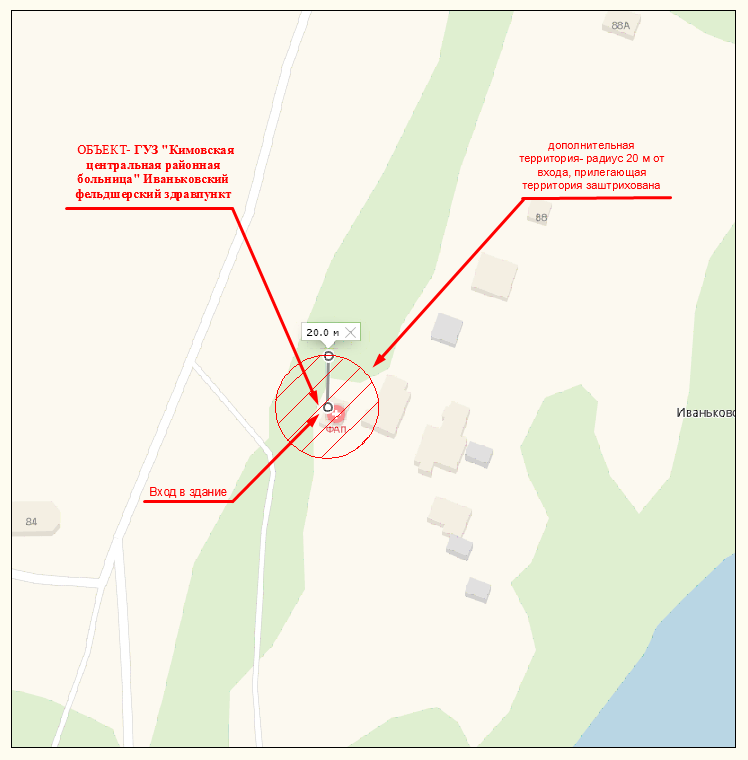 88А
ОБЪЕКТ- ГУЗ "Кимовская
центральная районная
больница" Иваньковский
фельдшерский здравпункт
дополнительная
территория- радиус 20 м от
входа, прилегающая
территория заштрихована
88
20.0 м
Иваньково
ФАП
Вход в здание
84